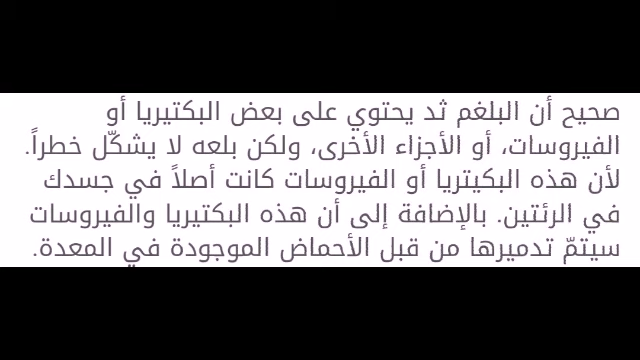 صحيح أن البلغم ثد يحتوي على بعض البكتيريا أو
الفيروسات، أو الأجزاء الأخرى، ولكن بلعه لا يشكّل خطراً.
لأن هذه البكيتريا أو الفيروسات كانت أصلاً في جسدك
في الرئتين. بالإضافة إلى أن هذه البكتيريا والفيروسات
سيتمّ تدميرها من قبل الأحماض الموجودة في المعدة.